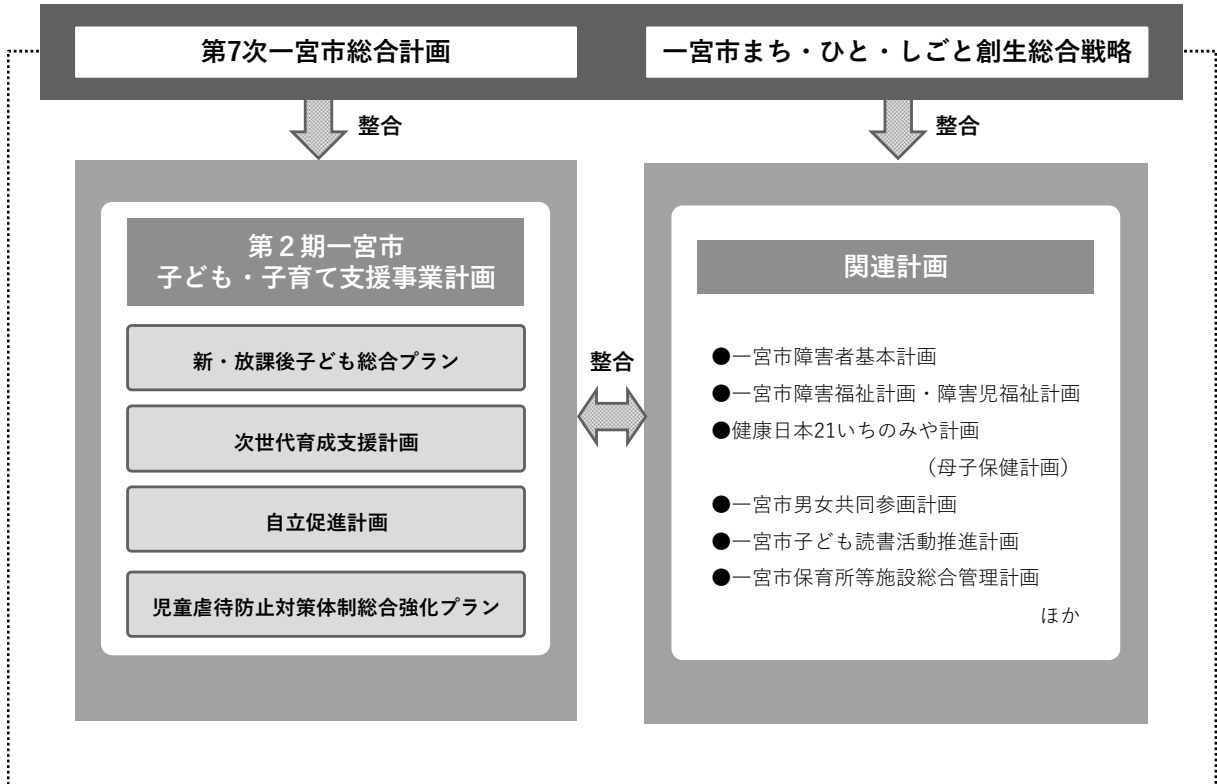 第7次一宮市総合計画
一宮市まち・ひと・しごと創生総合戦略
整合
整合
第２期一宮市
子ども・子育て支援事業計画
新・放課後子ども総合プラン
次世代育成支援計画
自立促進計画
児童虐待防止対策体制総合強化プラン
整合
関連計画
●一宮市障害者基本計画
●一宮市障害福祉計画・障害児福祉計画
●健康日本21いちのみや計画
（母子保健計画）
●一宮市男女共同参画計画
●一宮市子ども読書活動推進計画
●一宮市保育所等施設総合管理計画
ほか